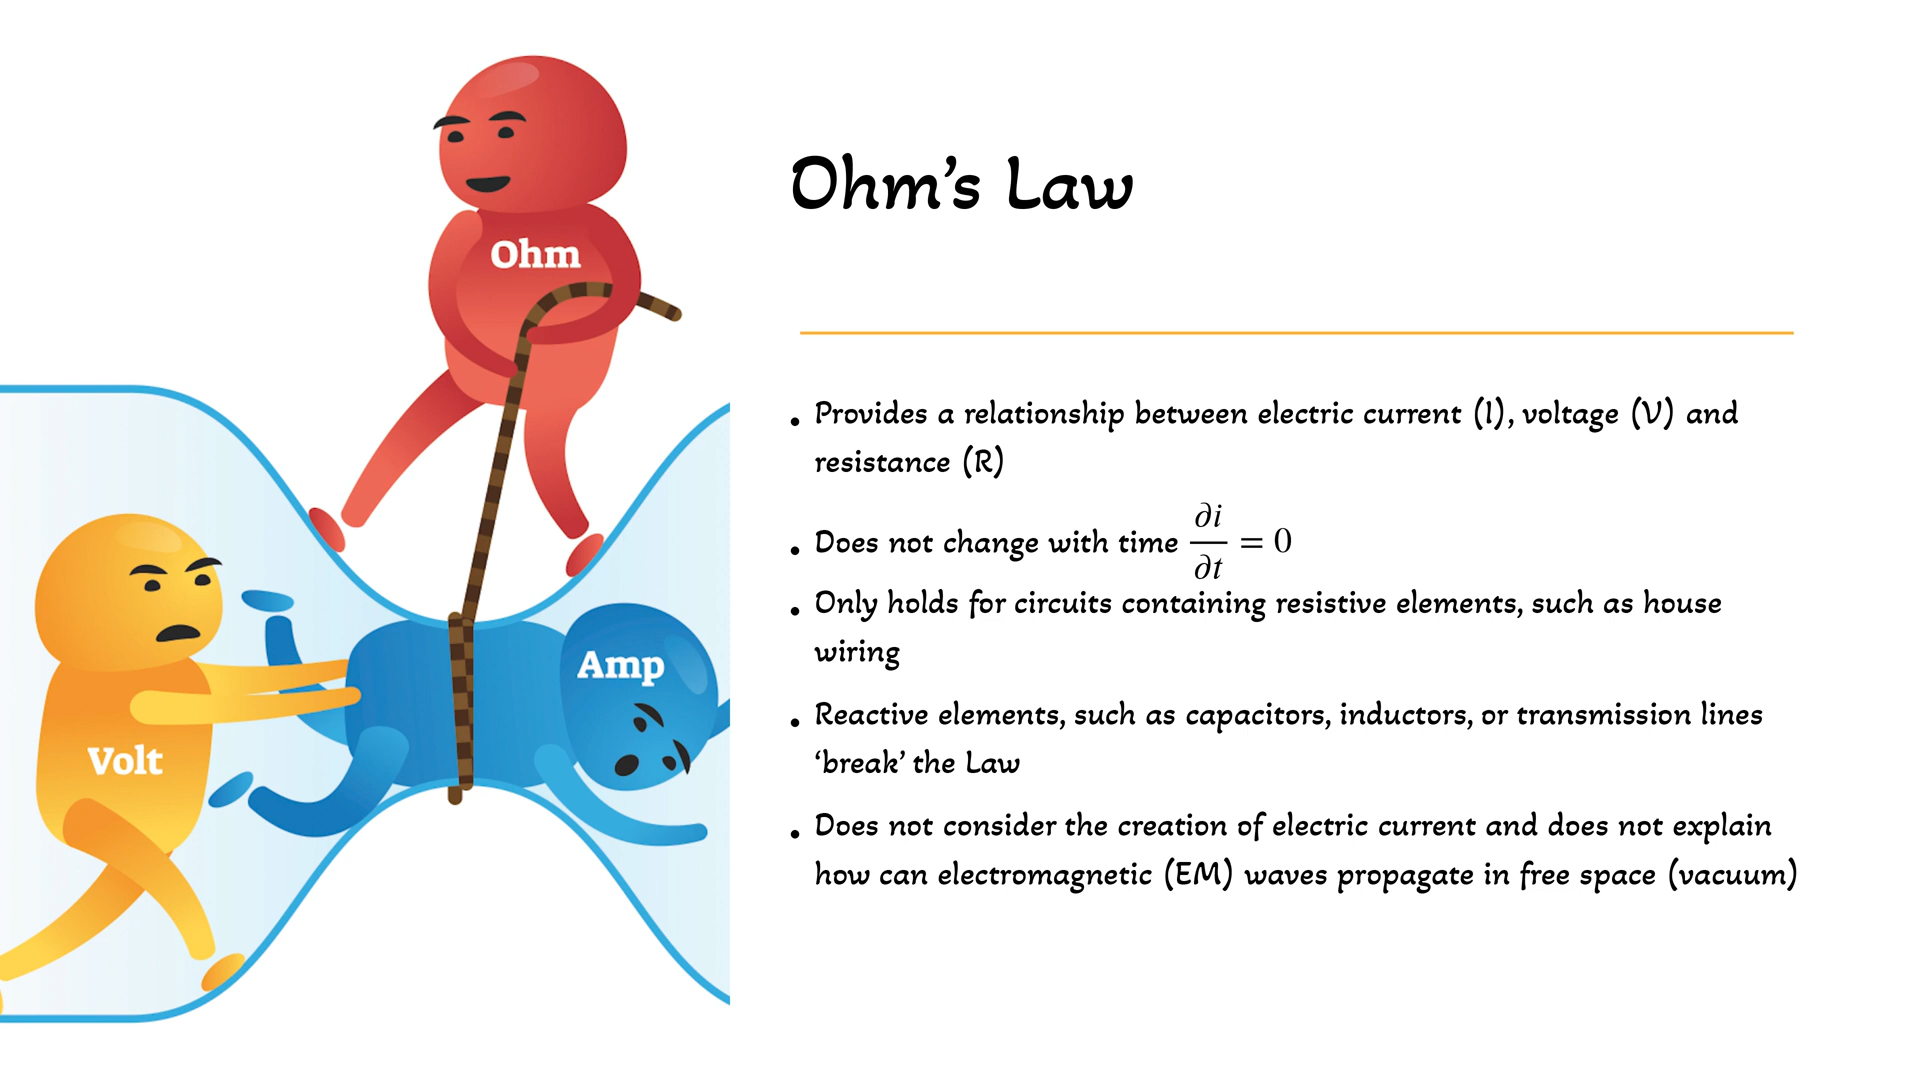 Ohm
Amp
Volt
Ohm’s Law
• Provides a relationship between electric current (I), voltage (V) and
resistance (R)
• Does not change with time ∂i/∂t = 0
• Only holds for circuits containing resistive elements, such as house
wiring
• Reactive elements, such as capacitors, inductors, or transmission lines
‘break’ the Law
• Does not consider the creation of electric current and does not explain
how can electromagnetic (EM) waves propagate in free space (vacuum)